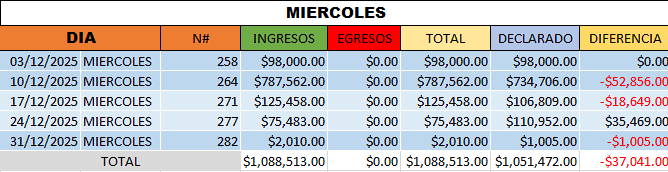 MIERCOLES
DIA N# INGRESOS EGRESOS TOTAL DECLARADO DIFERENCIA
03/12/2025 MIERCOLES 258 $98,000.00 $0.00 $98,000.00 $98,000.00 $0.00
10/12/2025 MIERCOLES 264 $787,562.00 $0.00 $787,562.00 $734,706.00 -$52,856.00
17/12/2025 MIERCOLES 271 $125,458.00 $0.00 $125,458.00 $106,809.00 -$18,649.00
24/12/2025 MIERCOLES 277 $75,483.00 $0.00 $75,483.00 $110,952.00 $35,469.00
31/12/2025 MIERCOLES 282 $2,010.00 $0.00 $2,010.00 $1,005.00 -$1,005.00
TOTAL $1,088,513.00 $0.00 $1,088,513.00 $1,051,472.00 -$37,041.00